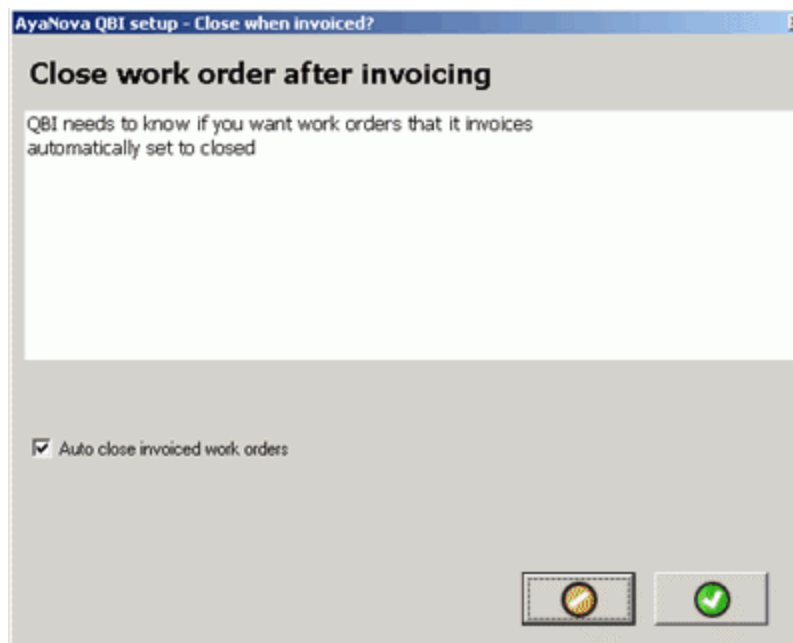 AyaNova QBI setup - Close when invoiced?
Close work order after invoicing
QBI needs to know if you want work orders that it invoices
automatically set to closed
Auto close invoiced work orders